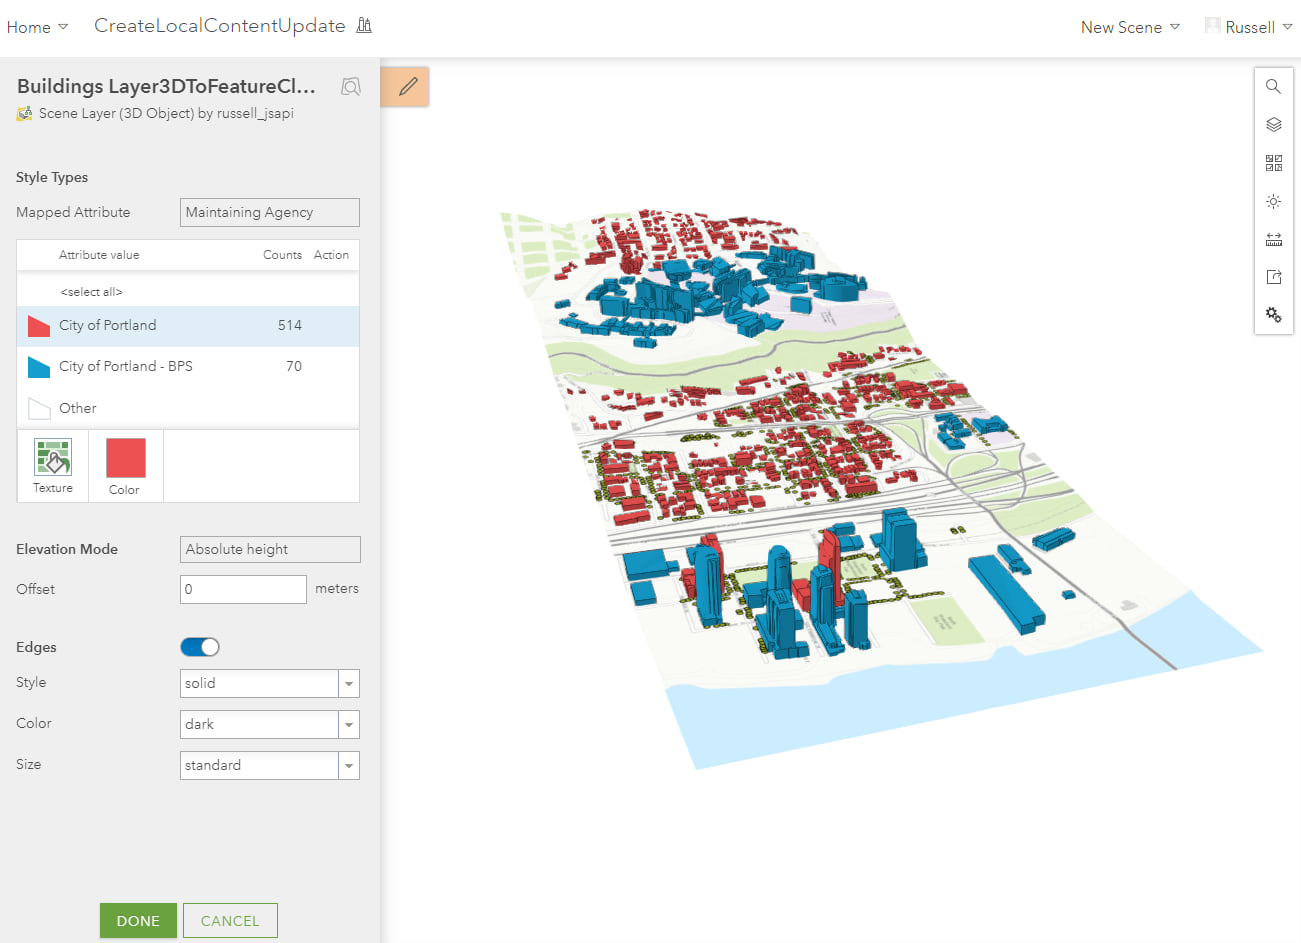 Home CreateLocalContentUpdate New Scene Russell
Buildings Layer3DToFeatureCl...
Scene Layer (3D Object) by russell_jsapi
Style Types
Mapped Attribute Maintaining Agency
Attribute value Counts Action
<select all>
City of Portland 514
City of Portland - BPS 70
Other
Texture Color
Elevation Mode Absolute height
Offset 0 meters
Edges
Style solid
Color dark
Size standard
DONE CANCEL